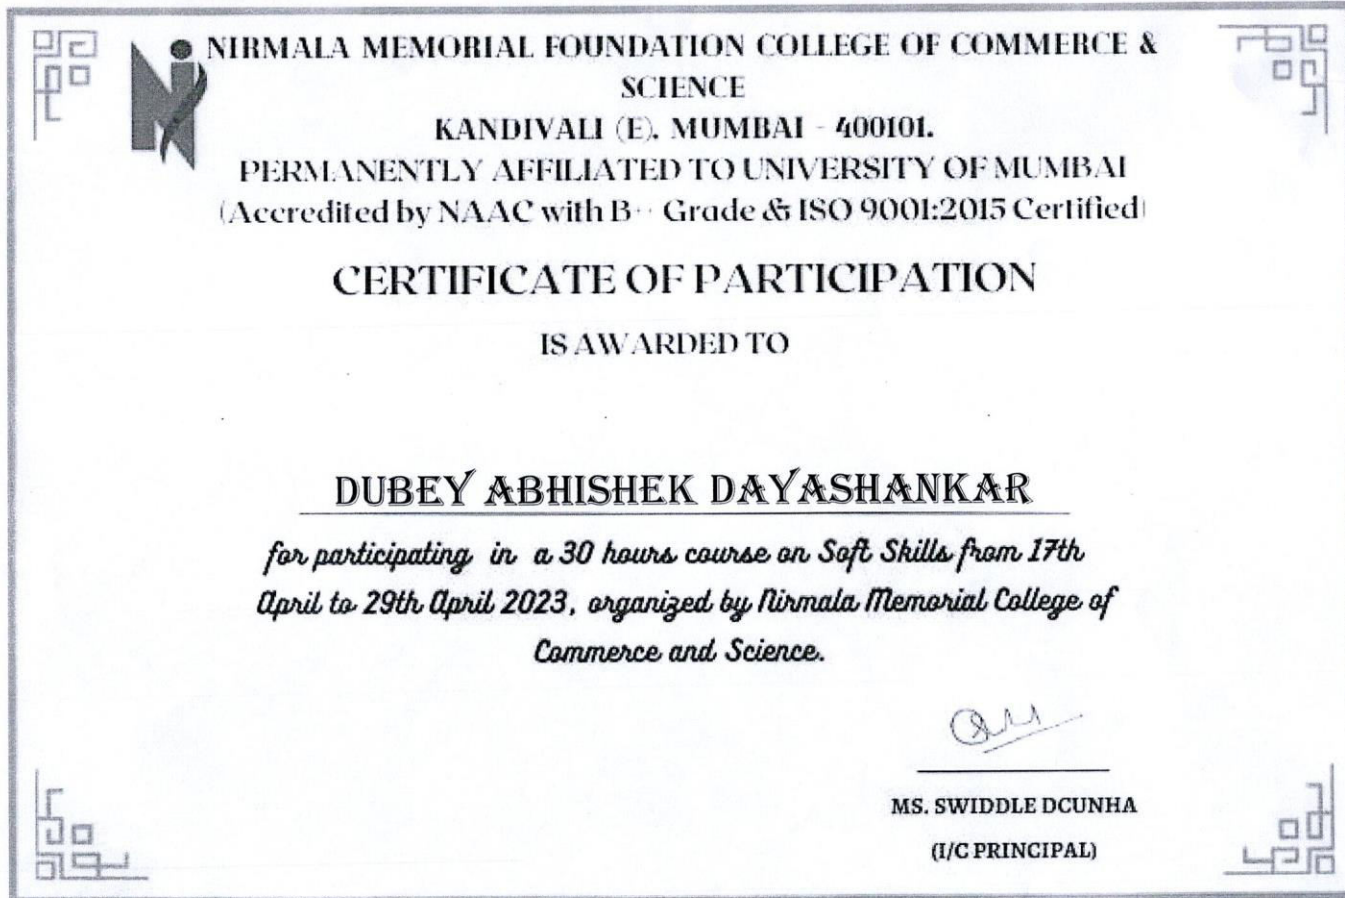 NIRMALA MEMORIAL FOUNDATION COLLEGE OF COMMERCE &
SCIENCE
KANDIVALI (E). MUMBAI - 400101.
PERMANENTLY AFFILIATED TO UNIVERSITY OF MUMBAI
(Accredited by NAAC with B++ Grade & ISO 9001:2015 Certified)
CERTIFICATE OF PARTICIPATION
IS AWARDED TO
DUBEY ABHISHEK DAYASHANKAR
for participating in a 30 hours course on Soft Skills from 17th
April to 29th April 2023, organized by Nirmala Memorial College of
Commerce and Science.
MS. SWIDDLE DCUNHA
(I/C PRINCIPAL)